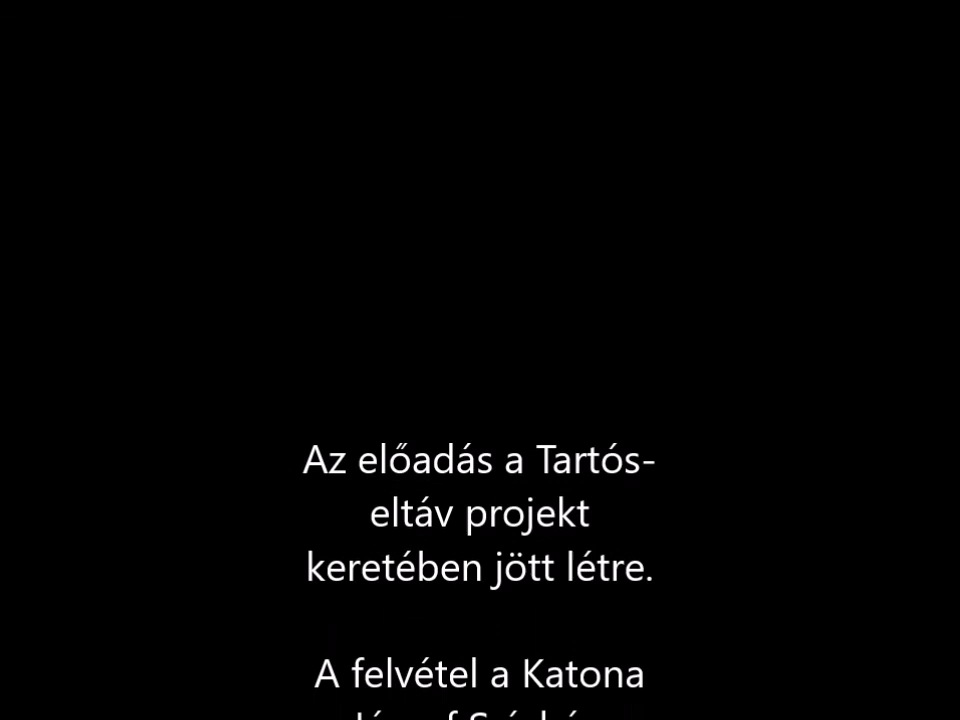 Az előadás a Tartós-
eltáv projekt
keretében jött létre.
A felvétel a Katona